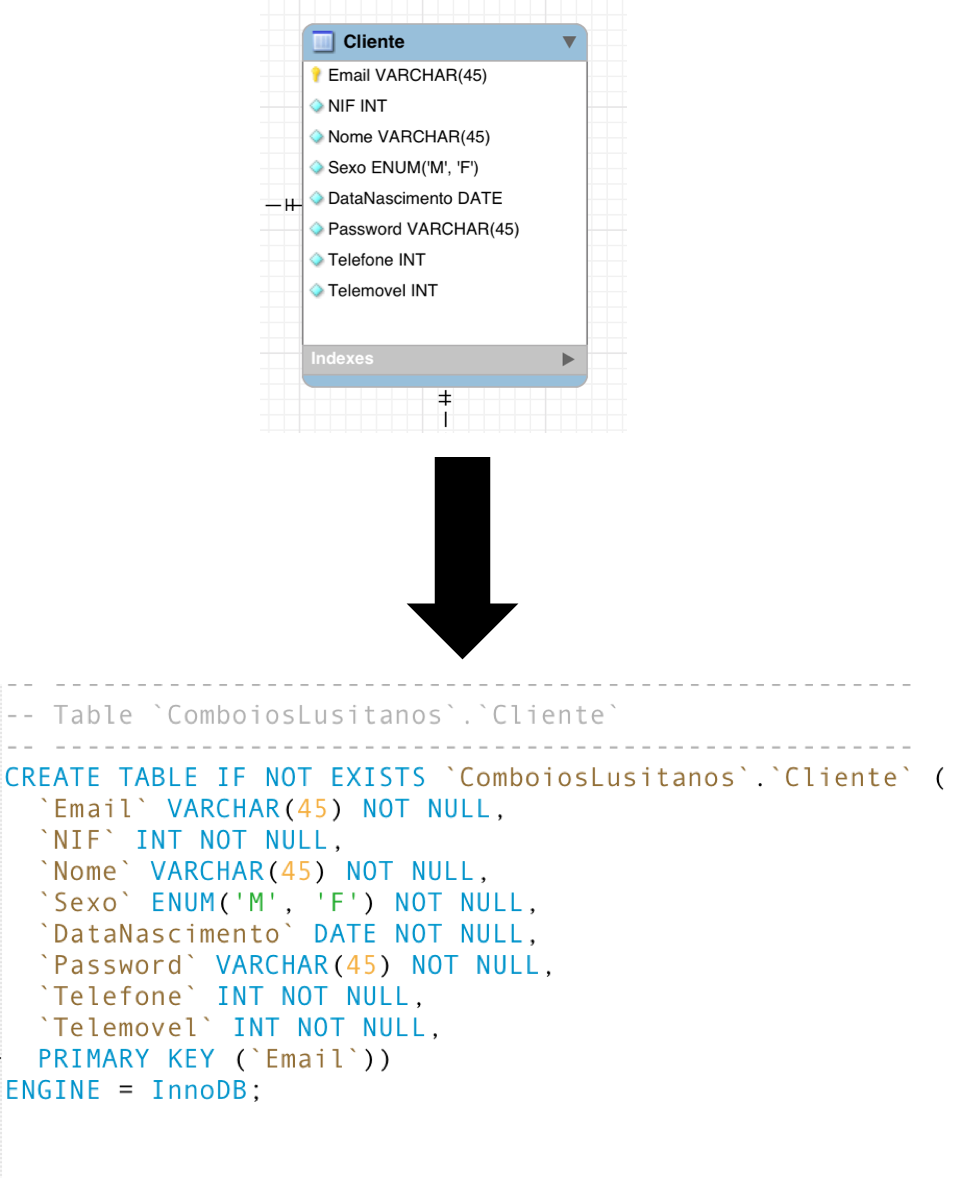 Cliente
Email VARCHAR(45)
NIF INT
Nome VARCHAR(45)
Sexo ENUM('M', 'F')
DataNascimento DATE
Password VARCHAR(45)
Telefone INT
Telemovel INT
Indexes
-- -----------------------------------------------------
-- Table `ComboiosLusitanos`.`Cliente`
-- -----------------------------------------------------
CREATE TABLE IF NOT EXISTS `ComboiosLusitanos`.`Cliente` (
  `Email` VARCHAR(45) NOT NULL,
  `NIF` INT NOT NULL,
  `Nome` VARCHAR(45) NOT NULL,
  `Sexo` ENUM('M', 'F') NOT NULL,
  `DataNascimento` DATE NOT NULL,
  `Password` VARCHAR(45) NOT NULL,
  `Telefone` INT NOT NULL,
  `Telemovel` INT NOT NULL,
  PRIMARY KEY (`Email`))
ENGINE = InnoDB;